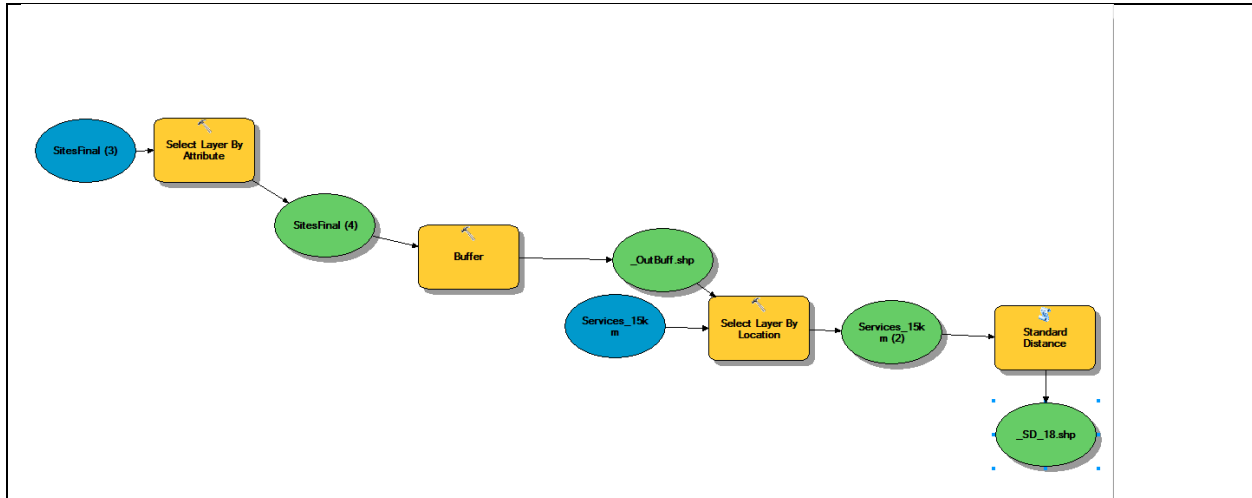 SitesFinal (3)
Select Layer By
Attribute
SitesFinal (4)
Buffer
_OutBuff.shp
Services_15k
m
Select Layer By
Location
Services_15k
m (2)
Standard
Distance
_SD_18.shp